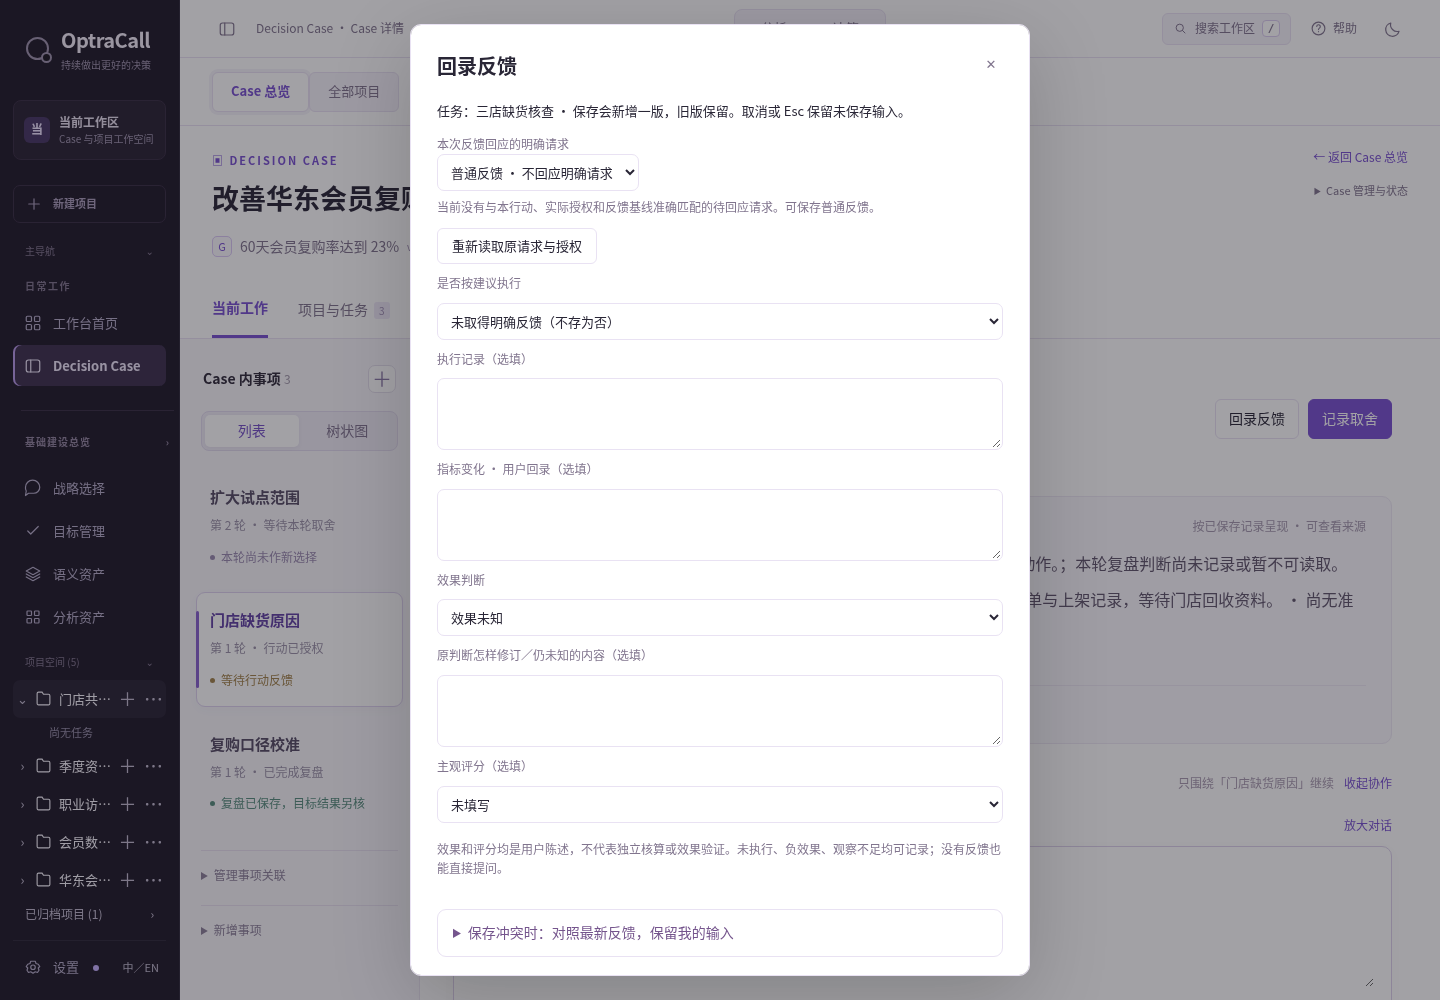 OptraCall
持续做出更好的决策
当 当前工作区
Case 与项目工作空间
新建项目
主导航
日常工作
工作台首页
Decision Case
基础建设总览
战略选择
目标管理
语义资产
分析资产
项目空间 (5)
门店共…
尚无任务
季度资…
职业访…
会员数…
华东会…
已归档项目 (1)
设置
中／EN
Decision Case · Case 详情
搜索工作区 /
帮助
Case 总览 全部项目
DECISION CASE
改善华东会员复购
G 60天会员复购率达到 23%
← 返回 Case 总览
Case 管理与状态
当前工作 项目与任务 3
Case 内事项 3
列表 树状图
扩大试点范围
第 2 轮 · 等待本轮取舍
本轮尚未作新选择
门店缺货原因
第 1 轮 · 行动已授权
等待行动反馈
复购口径校准
第 1 轮 · 已完成复盘
复盘已保存，目标结果另核
管理事项关联
新增事项
回录反馈 记录取舍
按已保存记录呈现 · 可查看来源
动作。；本轮复盘判断尚未记录或暂不可读取。
单与上架记录，等待门店回收资料。 · 尚无准
只围绕「门店缺货原因」继续 收起协作
放大对话
回录反馈
×
任务：三店缺货核查 · 保存会新增一版，旧版保留。取消或 Esc 保留未保存输入。
本次反馈回应的明确请求
普通反馈 · 不回应明确请求
当前没有与本行动、实际授权和反馈基线准确匹配的待回应请求。可保存普通反馈。
重新读取原请求与授权
是否按建议执行
未取得明确反馈（不存为否）
执行记录（选填）
指标变化 · 用户回录（选填）
效果判断
效果未知
原判断怎样修订／仍未知的内容（选填）
主观评分（选填）
未填写
效果和评分均是用户陈述，不代表独立核算或效果验证。未执行、负效果、观察不足均可记录；没有反馈也
能直接提问。
保存冲突时：对照最新反馈，保留我的输入